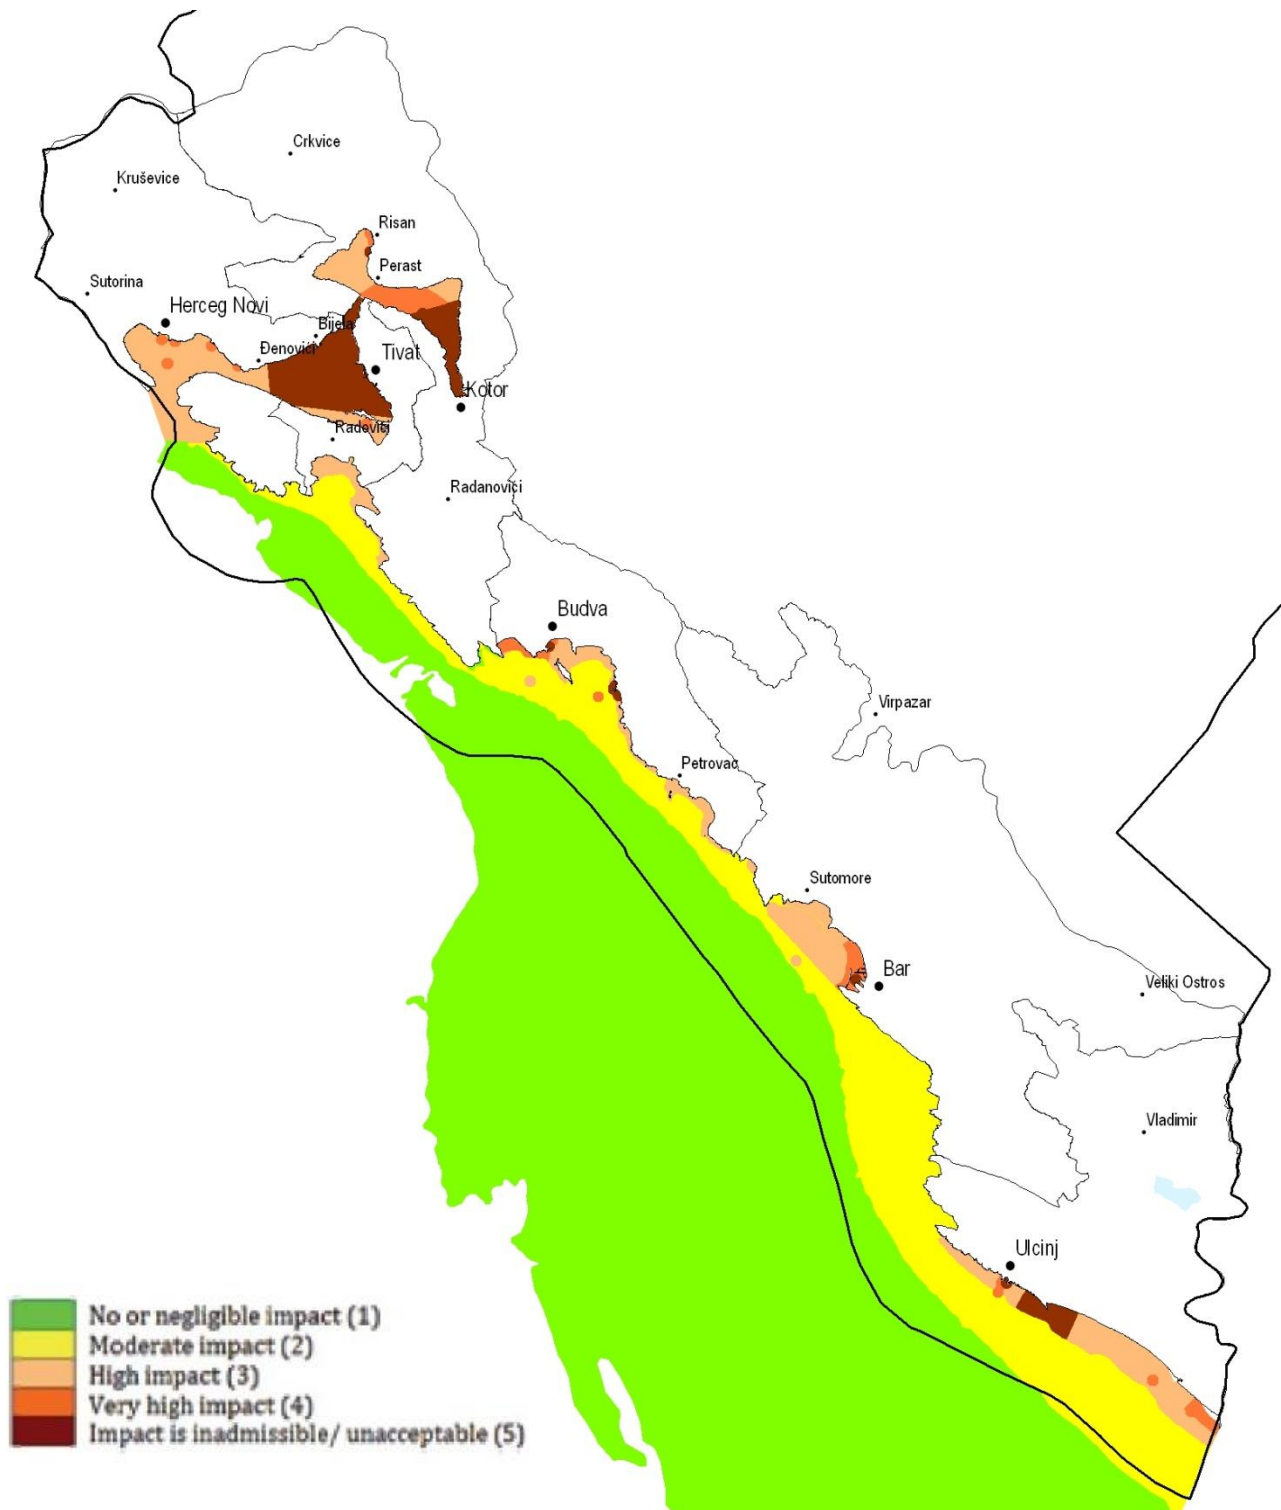 Crkvice
Kruševice
Risan
Perast
Sutorina
Herceg Novi
Bijela
Đenovići
Tivat
Kotor
Radovići
Radanovići
Budva
Virpazar
Petrovac
Sutomore
Bar
Veliki Ostros
Vladimir
Ulcinj
No or negligible impact (1)
Moderate impact (2)
High impact (3)
Very high impact (4)
Impact is inadmissible/ unacceptable (5)